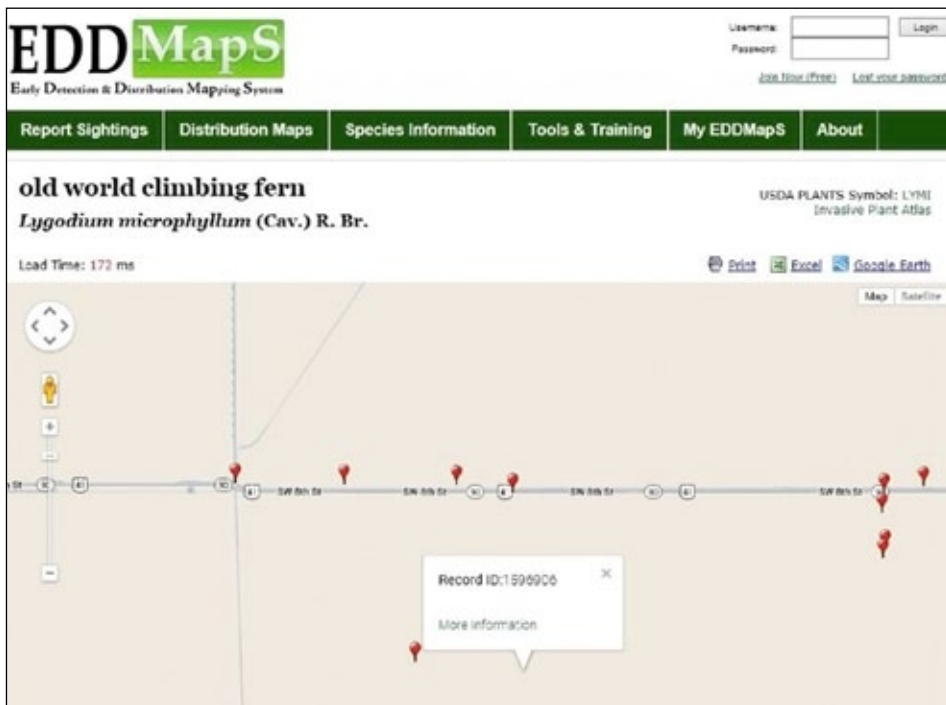 EDDMapS
Early Detection & Distribution Mapping System
Username:
Login
Password:
Join Now (Free) Lost your password
Report Sightings Distribution Maps Species Information Tools & Training My EDDMapS About
old world climbing fern
Lygodium microphyllum (Cav.) R. Br.
USDA PLANTS Symbol: LYMI
Invasive Plant Atlas
Load Time: 172 ms
Print Excel Google Earth
Map Satellite
SW 8th St SW 8th St SW 8th St SW 8th St
Record ID:1596906
More Information